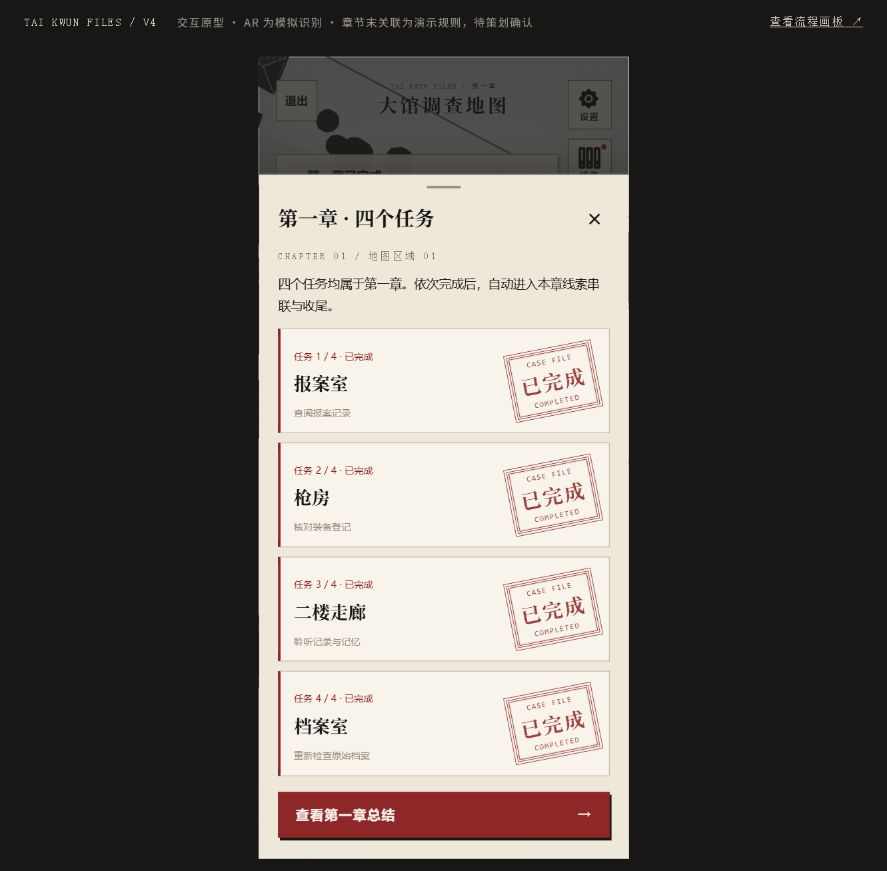 TAI KWUN FILES / V4
交互原型 · AR 为模拟识别 · 章节末关联为演示规则，待策划确认
查看流程画板 ↗
退出
TAI KWUN FILES / 第一章
大馆调查地图
设置
第一章 · 四个任务
×
CHAPTER 01 / 地图区域 01
四个任务均属于第一章。依次完成后，自动进入本章线索串
联与收尾。
任务 1 / 4 · 已完成
报案室
查阅报案记录
CASE FILE
已完成
COMPLETED
任务 2 / 4 · 已完成
枪房
核对装备登记
CASE FILE
已完成
COMPLETED
任务 3 / 4 · 已完成
二楼走廊
聆听记录与记忆
CASE FILE
已完成
COMPLETED
任务 4 / 4 · 已完成
档案室
重新检查原始档案
CASE FILE
已完成
COMPLETED
查看第一章总结 →